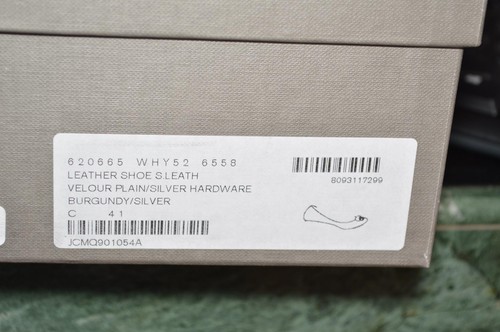 620665 WHY52 6558
LEATHER SHOE S.LEATH
VELOUR PLAIN/SILVER HARDWARE
BURGUNDY/SILVER
C 41
JCMQ901054A
8093117299